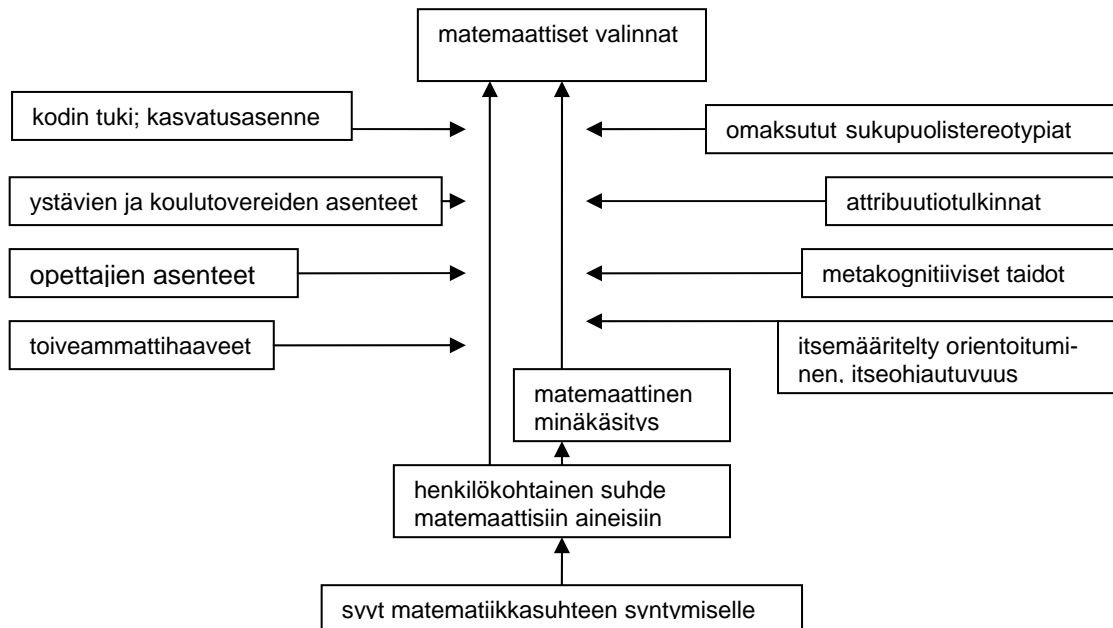 matemaattiset valinnat
kodin tuki; kasvatusasenne
omaksutut sukupuolistereotypiat
ystävien ja koulutovereiden asenteet
attribuutiotulkinnat
opettajien asenteet
metakognitiiviset taidot
toiveammattihaaveet
itsemääritelty orientoitumi-
nen, itseohjautuvuus
matemaattinen
minäkäsitys
henkilökohtainen suhde
matemaattisiin aineisiin
syyt matematiikkasuhteen syntymiselle